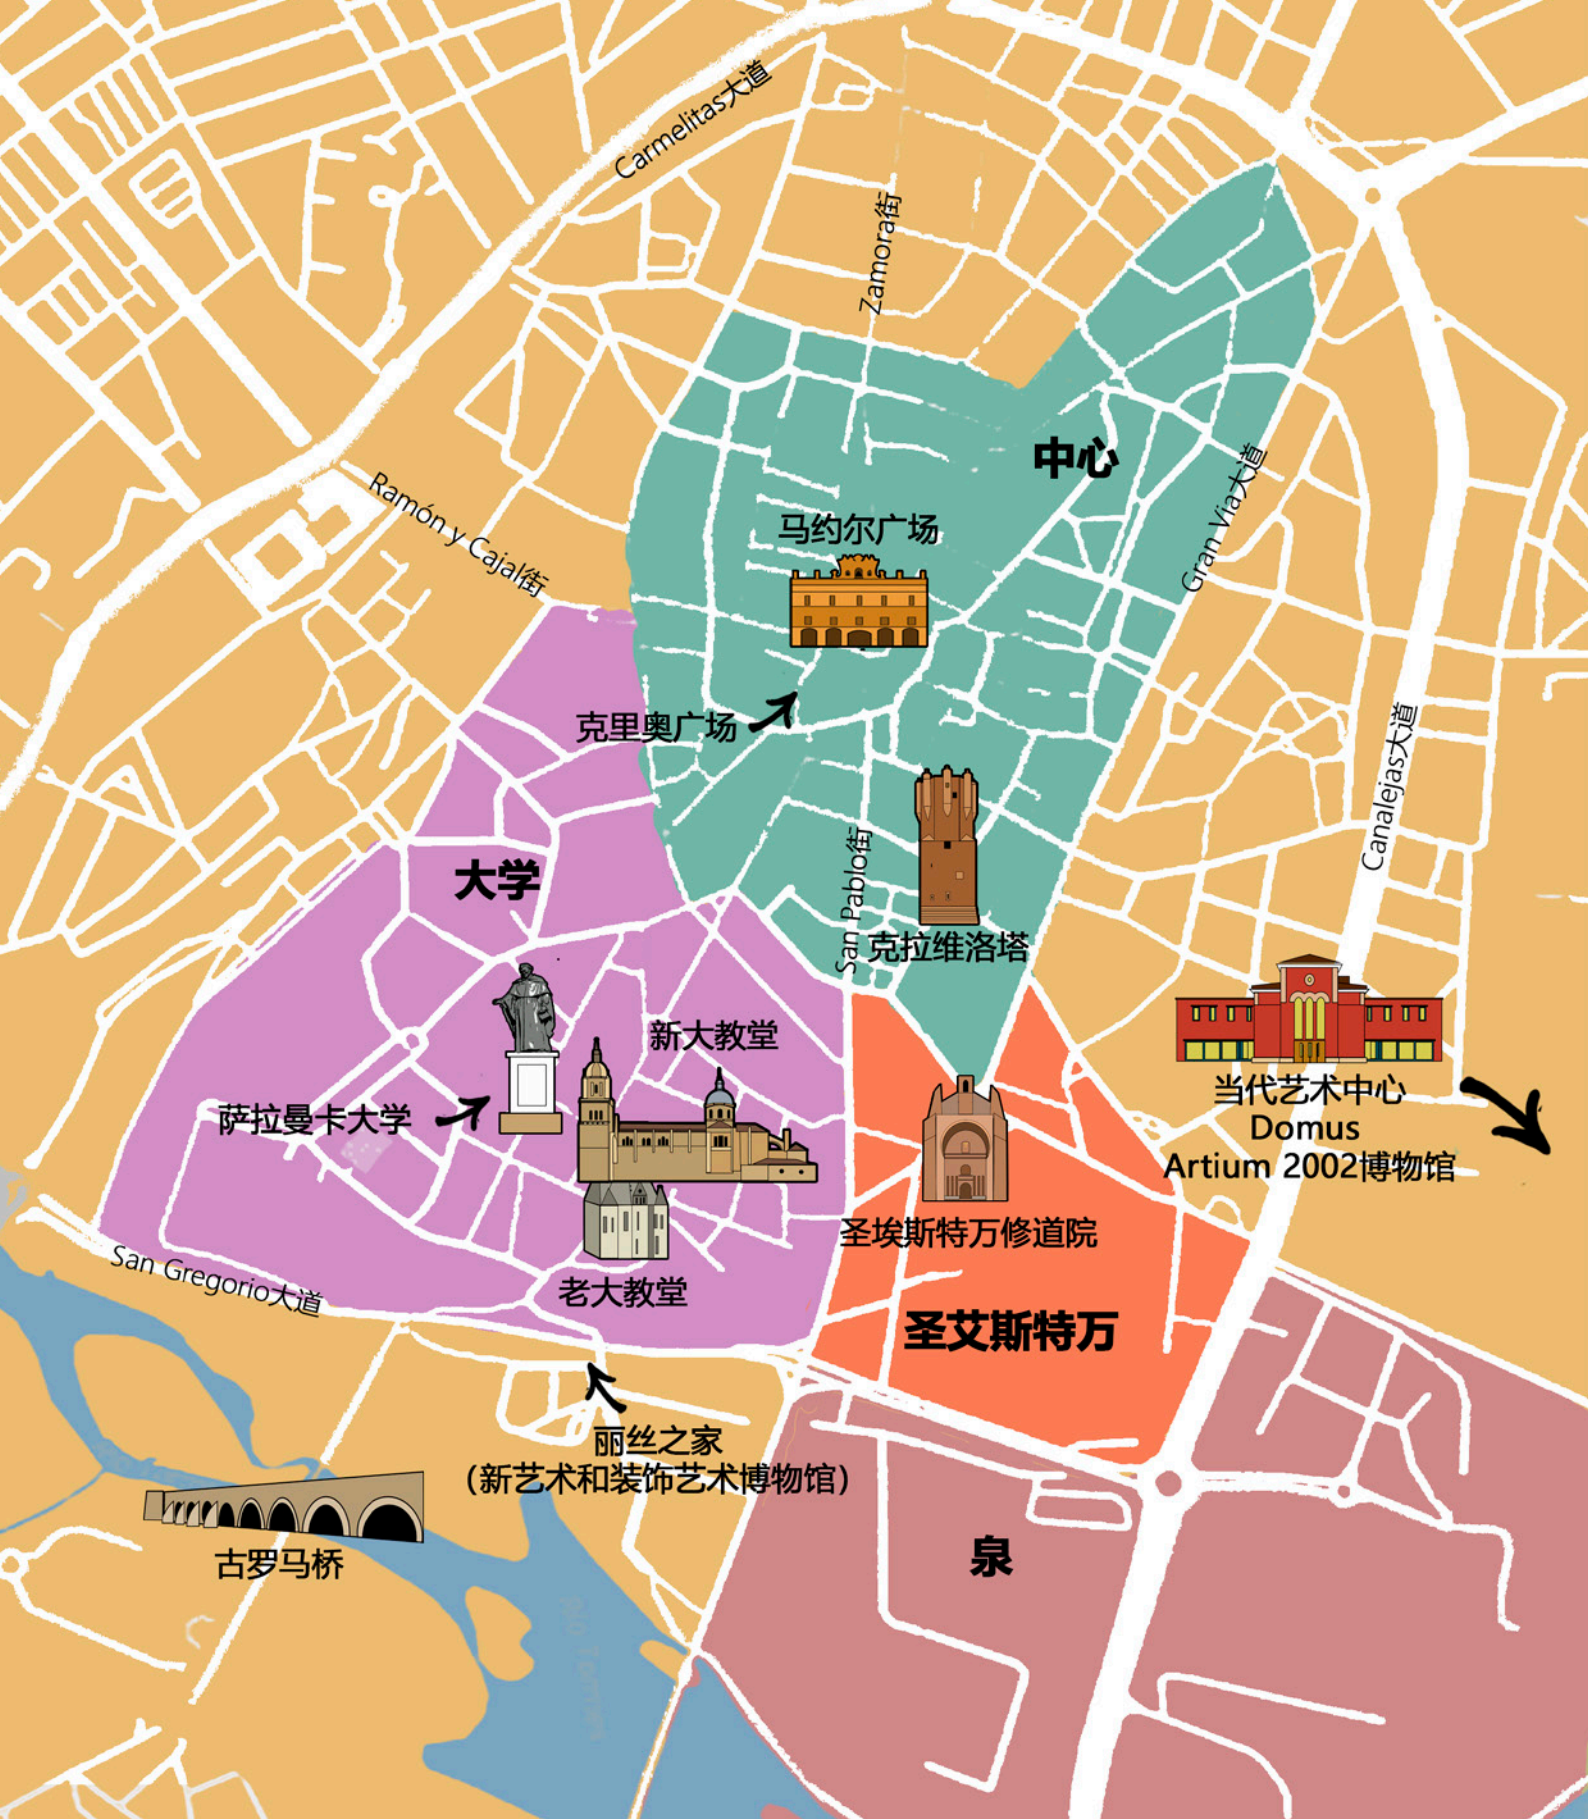 Carmelitas大道
Zamora街
中心
Ramón y Cajal街
Gran Via大道
马约尔广场
克里奥广场
Canalejas大道
大学
San Pablo街
克拉维洛塔
新大教堂
当代艺术中心
Domus
Artium 2002博物馆
萨拉曼卡大学
圣埃斯特万修道院
San Gregorio大道
老大教堂
圣艾斯特万
丽丝之家
（新艺术和装饰艺术博物馆）
古罗马桥
泉